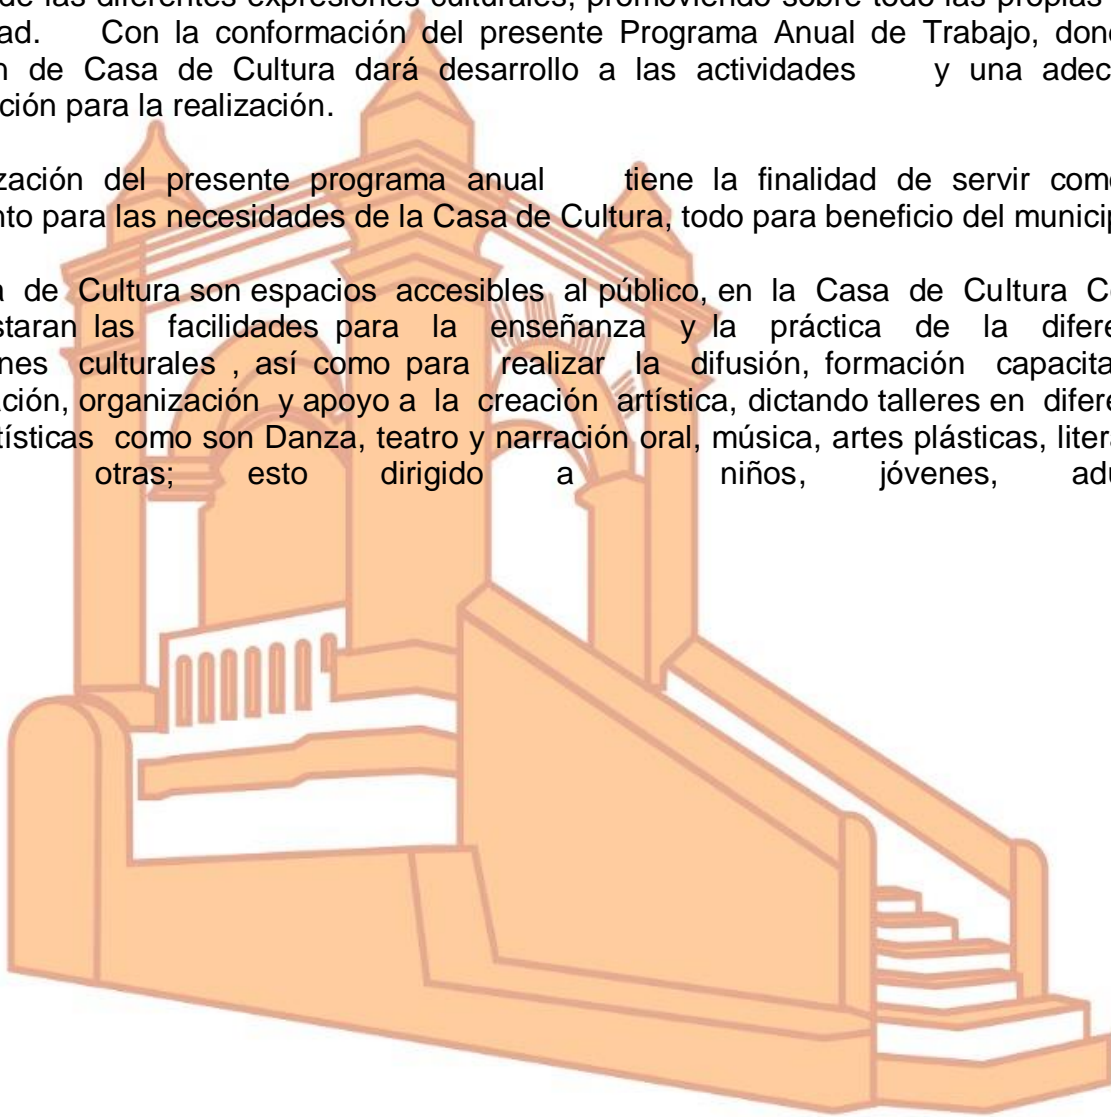 de las diferentes expresiones culturales, promoviendo sobre todo las propias
ad. Con la conformación del presente Programa Anual de Trabajo, don
n de Casa de Cultura dará desarrollo a las actividades y una adec
ción para la realización.
zación del presente programa anual tiene la finalidad de servir como
nto para las necesidades de la Casa de Cultura, todo para beneficio del municip
a de Cultura son espacios accesibles al público, en la Casa de Cultura C
staran las facilidades para la enseñanza y la práctica de la difere
nes culturales , así como para realizar la difusión, formación capacita
ción, organización y apoyo a la creación artística, dictando talleres en difere
tísticas como son Danza, teatro y narración oral, música, artes plásticas, litera
otras; esto dirigido a niños, jóvenes, adu